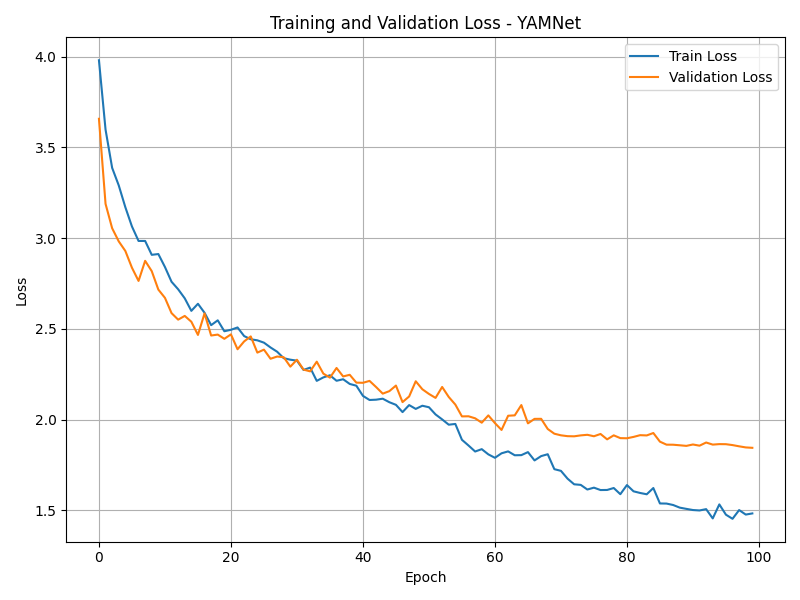 Training and Validation Loss - YAMNet
Train Loss
Validation Loss
4.0
3.5
3.0
2.5
2.0
1.5
Loss
0
20
40
60
80
100
Epoch